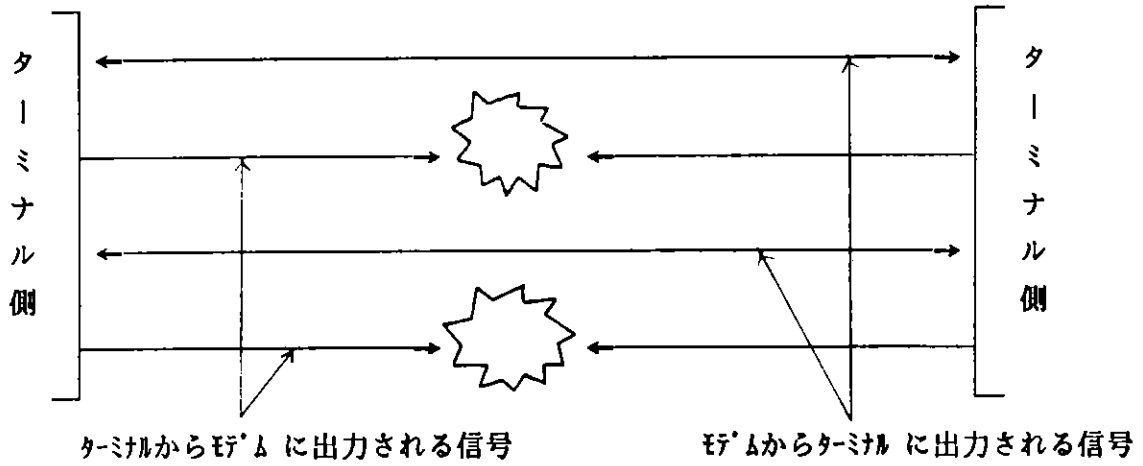 ターミナル側
ターミナル側
ﾀｰﾐﾅﾙからﾓﾃﾞﾑ に出力される信号
ﾓﾃﾞﾑからﾀｰﾐﾅﾙ に出力される信号